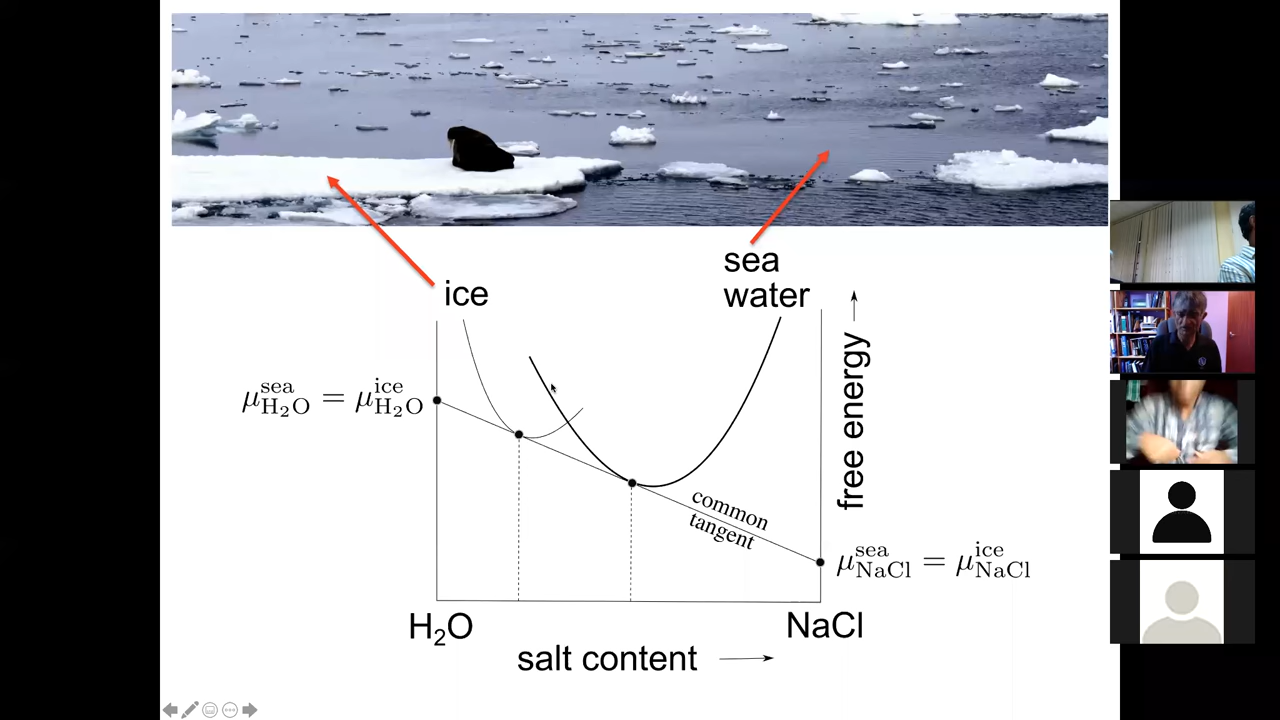 sea
water
ice
free energy
μ^sea_H₂O = μ^ice_H₂O
common
tangent
μ^sea_NaCl = μ^ice_NaCl
H₂O
NaCl
salt content